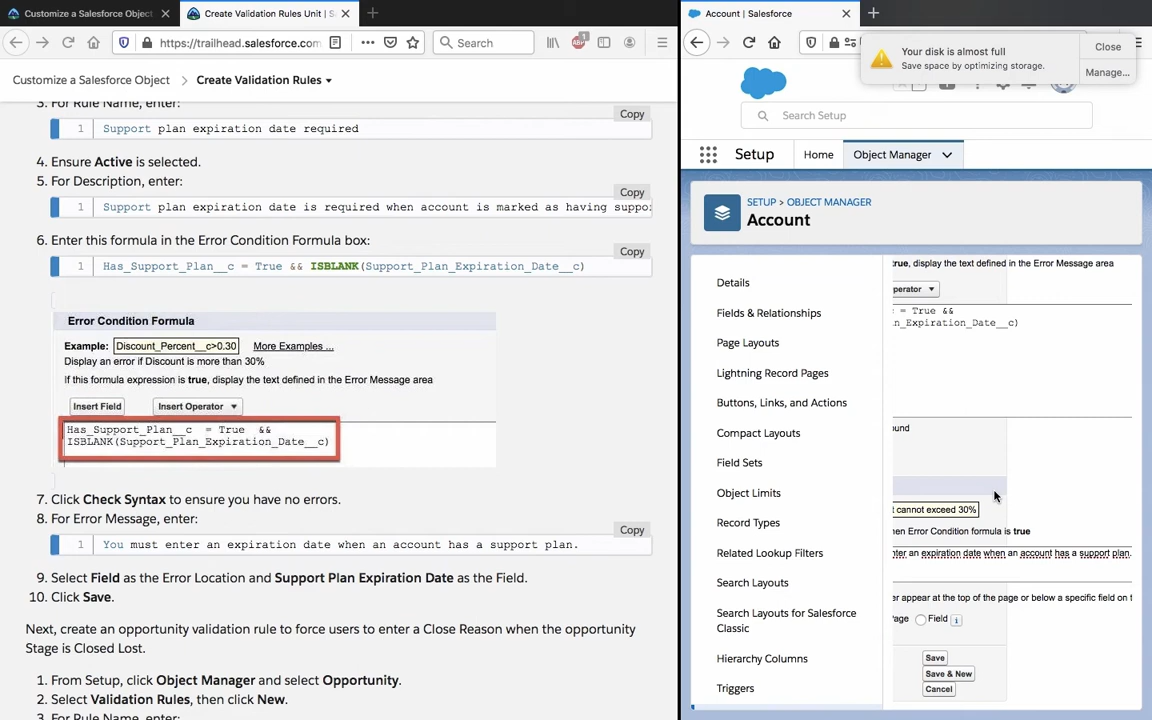 Customize a Salesforce Object
Create Validation Rules Unit | S
https://trailhead.salesforce.com
Search
1
Customize a Salesforce Object
Create Validation Rules
3. For Rule Name, enter:
Copy
1 Support plan expiration date required
4. Ensure Active is selected.
5. For Description, enter:
Copy
1 Support plan expiration date is required when account is marked as having suppo
6. Enter this formula in the Error Condition Formula box:
Copy
1 Has_Support_Plan__c = True && ISBLANK(Support_Plan_Expiration_Date__c)
Error Condition Formula
Example: Discount_Percent__c>0.30 More Examples ...
Display an error if Discount is more than 30%
If this formula expression is true, display the text defined in the Error Message area
Insert Field Insert Operator
Has_Support_Plan__c = True &&
ISBLANK(Support_Plan_Expiration_Date__c)
7. Click Check Syntax to ensure you have no errors.
8. For Error Message, enter:
Copy
1 You must enter an expiration date when an account has a support plan.
9. Select Field as the Error Location and Support Plan Expiration Date as the Field.
10. Click Save.
Next, create an opportunity validation rule to force users to enter a Close Reason when the opportunity
Stage is Closed Lost.
1. From Setup, click Object Manager and select Opportunity.
2. Select Validation Rules, then click New.
3. For Rule Name, enter:
Account | Salesforce
Your disk is almost full
Save space by optimizing storage.
Close
Manage...
Search Setup
Setup
Home
Object Manager
SETUP > OBJECT MANAGER
Account
Details
Fields & Relationships
Page Layouts
Lightning Record Pages
Buttons, Links, and Actions
Compact Layouts
Field Sets
Object Limits
Record Types
Related Lookup Filters
Search Layouts
Search Layouts for Salesforce
Classic
Hierarchy Columns
Triggers
true, display the text defined in the Error Message area
perator
c = True &&
n_Expiration_Date__c)
ound
t cannot exceed 30%
hen Error Condition formula is true
nter an expiration date when an account has a support plan.
er appear at the top of the page or below a specific field on t
Page Field i
Save
Save & New
Cancel